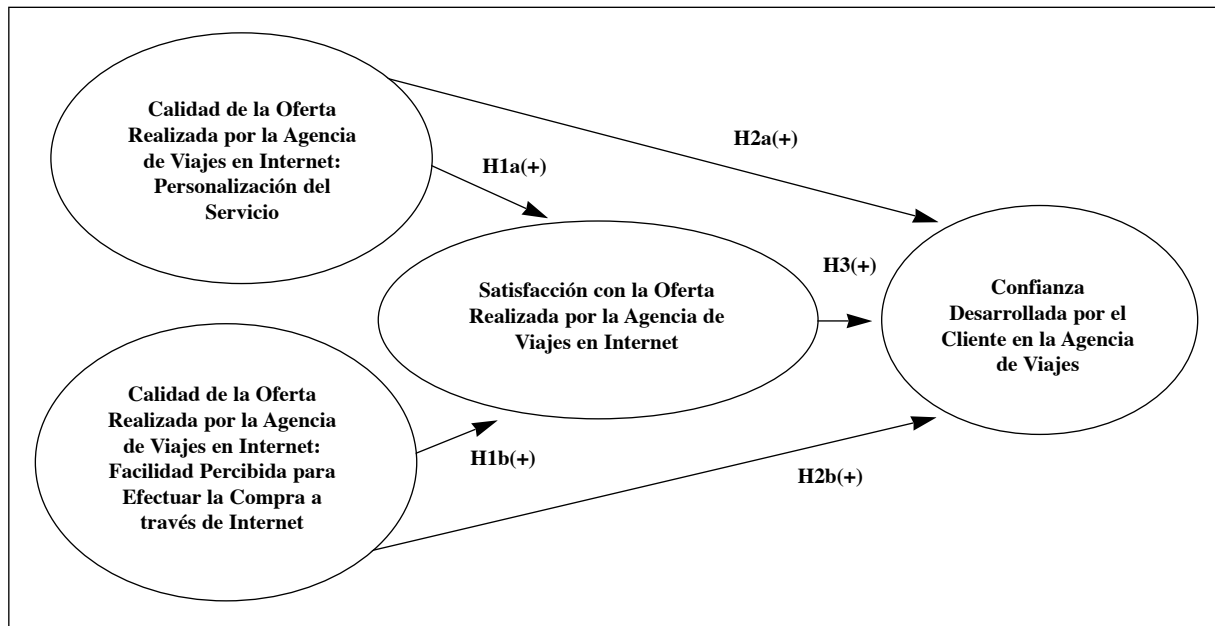 Calidad de la Oferta
Realizada por la Agencia
de Viajes en Internet:
Personalización del
Servicio
H2a(+)
H1a(+)
Satisfacción con la Oferta
Realizada por la Agencia de
Viajes en Internet
H3(+)
Confianza
Desarrollada por el
Cliente en la Agencia
de Viajes
Calidad de la Oferta
Realizada por la Agencia
de Viajes en Internet:
Facilidad Percibida para
Efectuar la Compra a
través de Internet
H1b(+)
H2b(+)